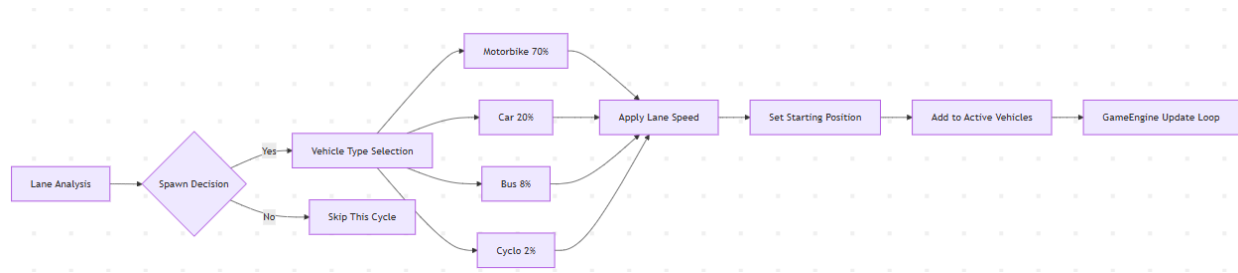 Lane Analysis
Spawn Decision
Yes
No
Vehicle Type Selection
Skip This Cycle
Motorbike 70%
Car 20%
Bus 8%
Cyclo 2%
Apply Lane Speed
Set Starting Position
Add to Active Vehicles
GameEngine Update Loop